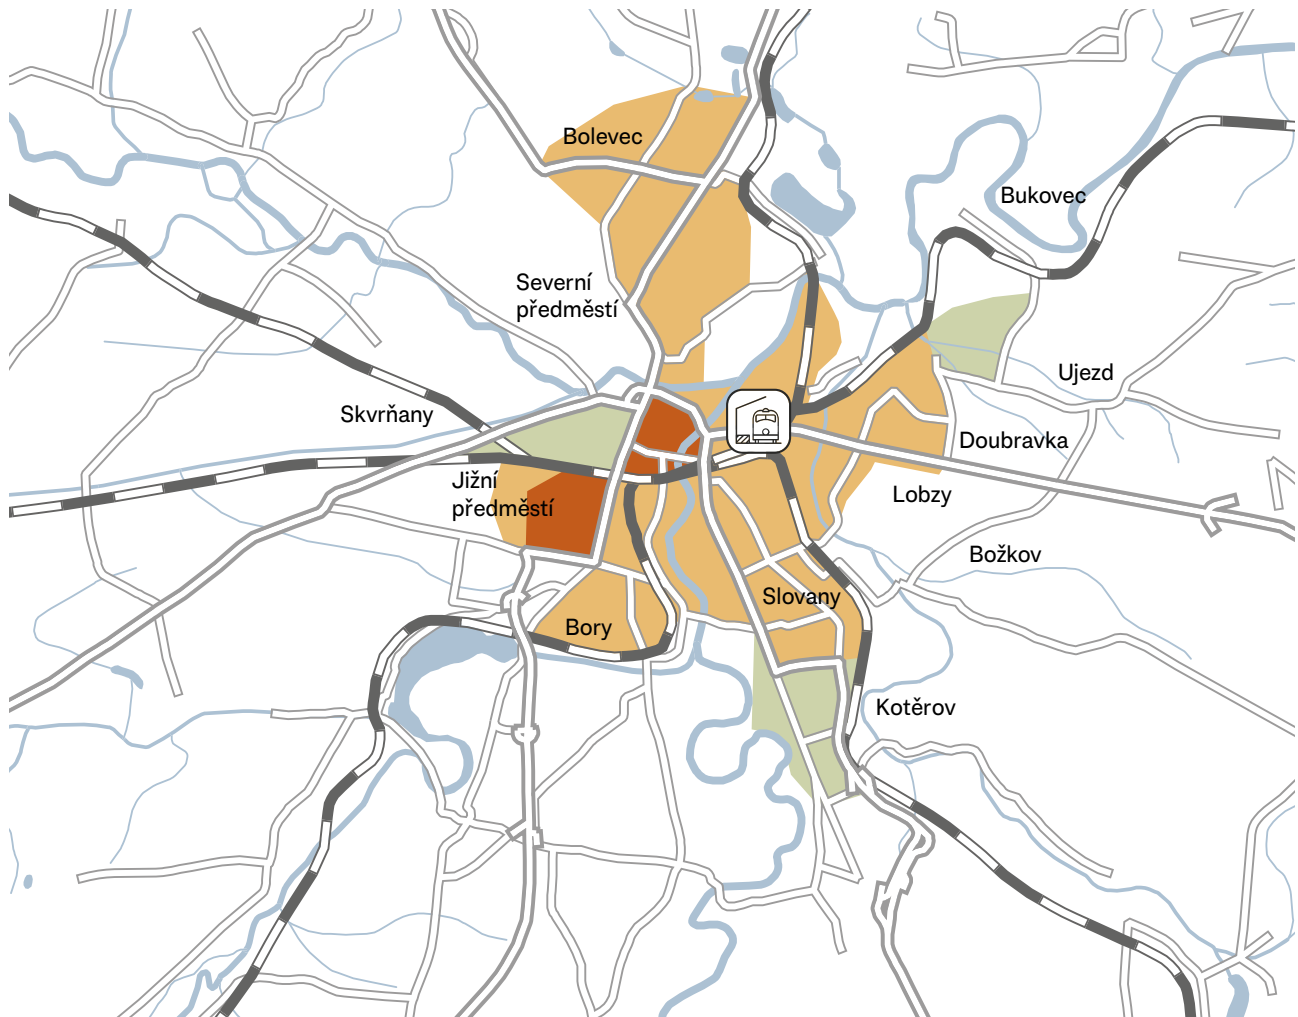 Bolevec
Bukovec
Severní
předměstí
Ujezd
Skvrňany
Doubravka
Jižní
předměstí
Lobzy
Božkov
Slovany
Bory
Kotěrov